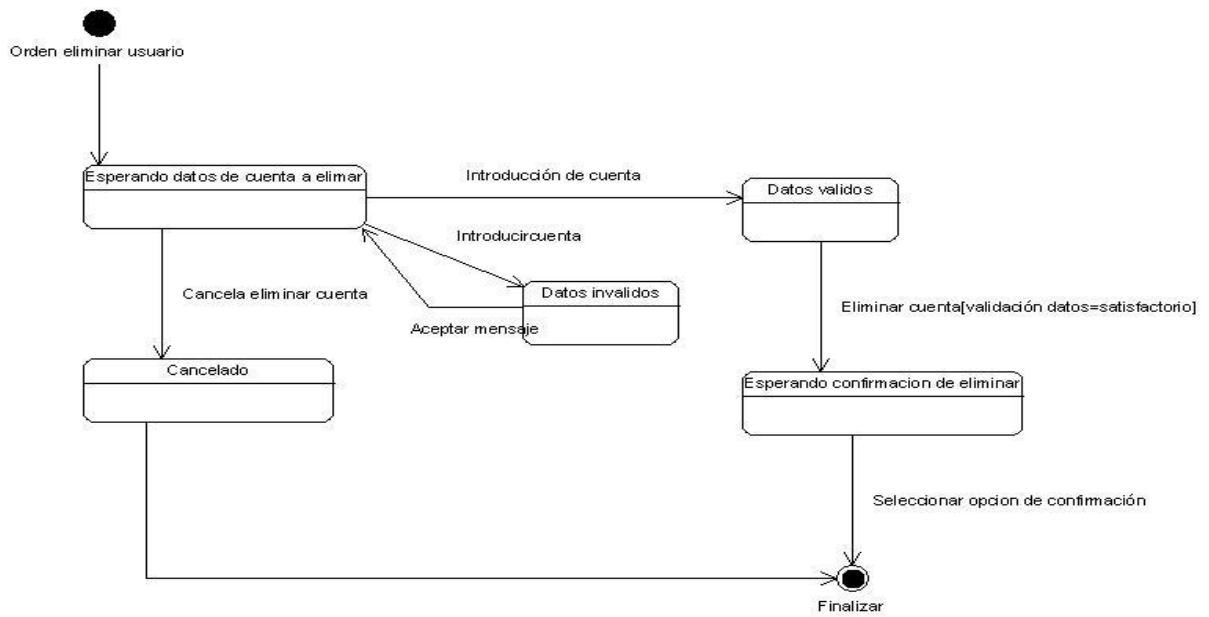 Orden eliminar usuario
Esperando datos de cuenta a elimar
Introducción de cuenta
Datos validos
Introducircuenta
Cancela eliminar cuenta
Datos invalidos
Eliminar cuenta[validación datos=satisfactorio]
Aceptar mensaje
Cancelado
Esperando confirmacion de eliminar
Seleccionar opcion de confirmación
Finalizar